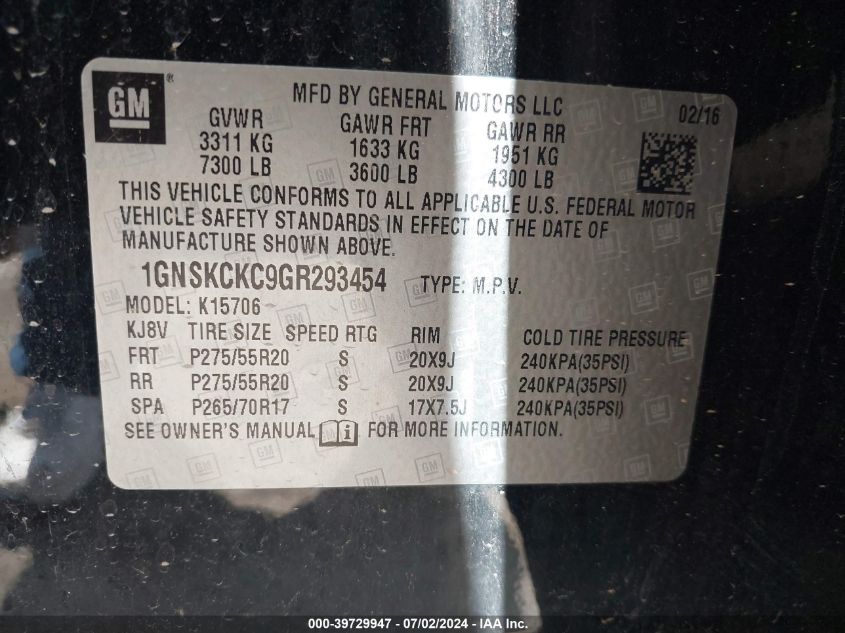 GM ®
MFD BY GENERAL MOTORS LLC 02/16
GVWR GAWR FRT GAWR RR
3311 KG 1633 KG 1951 KG
7300 LB 3600 LB 4300 LB
THIS VEHICLE CONFORMS TO ALL APPLICABLE U.S. FEDERAL MOTOR
VEHICLE SAFETY STANDARDS IN EFFECT ON THE DATE OF
MANUFACTURE SHOWN ABOVE.
1GNSKCKC9GR293454 TYPE: M.P.V.
MODEL: K15706
KJ8V TIRE SIZE SPEED RTG RIM COLD TIRE PRESSURE
FRT P275/55R20 S 20X9J 240KPA(35PSI)
RR P275/55R20 S 20X9J 240KPA(35PSI)
SPA P265/70R17 S 17X7.5J 240KPA(35PSI)
SEE OWNER'S MANUAL i FOR MORE INFORMATION.
000-39729947 / 07/02/2024 - IAA Inc.